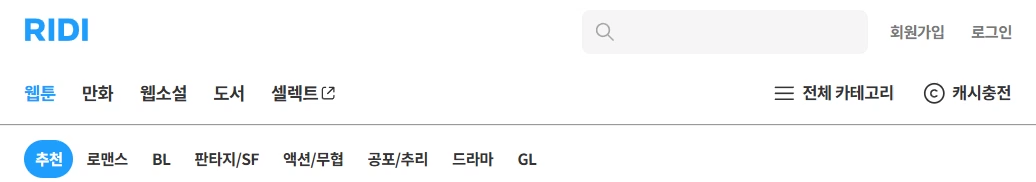 RIDI 회원가입 로그인
웹툰 만화 웹소설 도서 셀렉트 전체 카테고리 © 캐시충전
추천 로맨스 BL 판타지/SF 액션/무협 공포/추리 드라마 GL